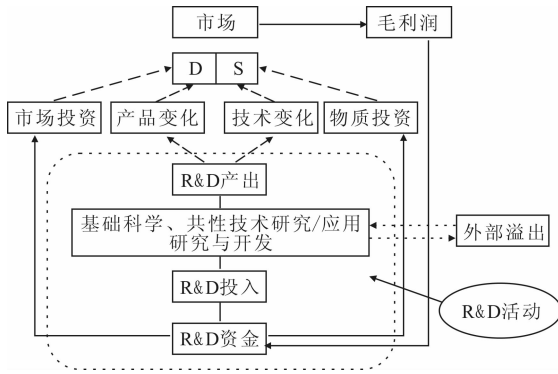 市场
毛利润
D
S
市场投资
产品变化
技术变化
物质投资
R&D产出
基础科学、共性技术研究/应用
研究与开发
外部溢出
R&D投入
R&D活动
R&D资金